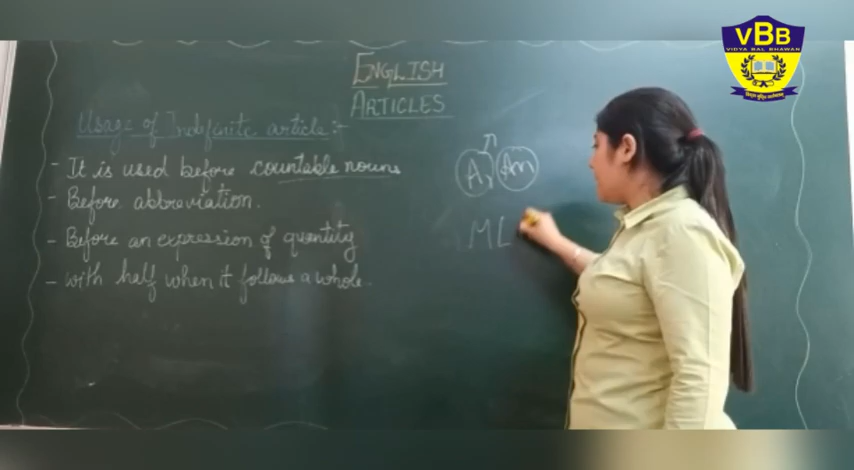 VBB
VIDYA BAL BHAWAN
ENGLISH
ARTICLES
Usage of Indefinite article:-
- It is used before countable nouns
- Before abbreviation.
- Before an expression of quantity
- with half when it follows a whole.
A, An
ML